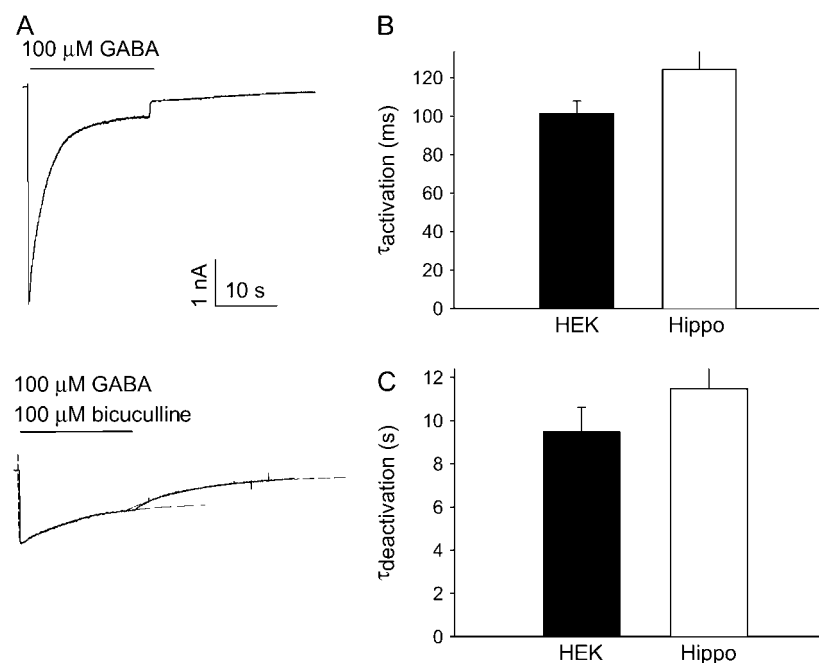 A
100 μM GABA
1 nA
10 s
100 μM GABA
100 μM bicuculline
B
τactivation (ms)
120
100
80
60
40
20
0
HEK Hippo
C
τdeactivation (s)
12
10
8
6
4
2
0
HEK Hippo